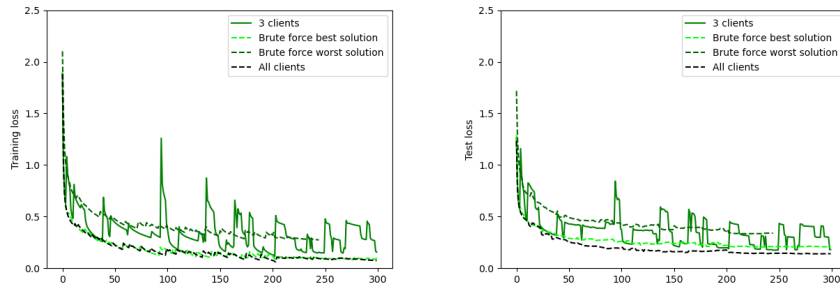 2.5
2.0
1.5
1.0
0.5
0.0
Training loss
0 50 100 150 200 250 300
3 clients
Brute force best solution
Brute force worst solution
All clients
2.5
2.0
1.5
1.0
0.5
0.0
Test loss
0 50 100 150 200 250 300
3 clients
Brute force best solution
Brute force worst solution
All clients